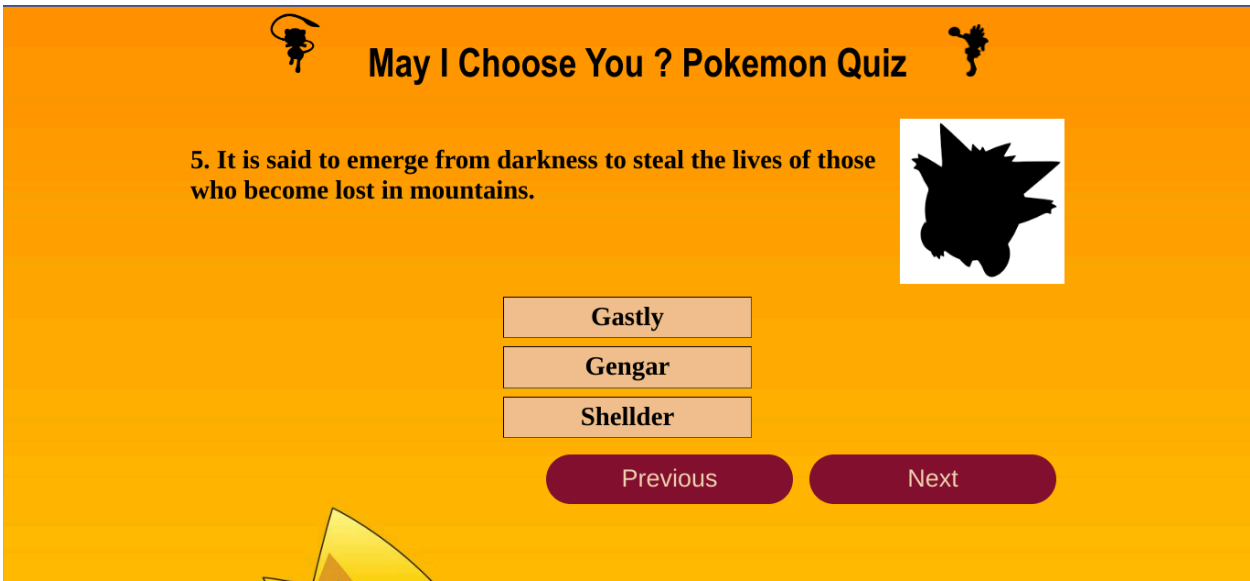 May I Choose You ? Pokemon Quiz
5. It is said to emerge from darkness to steal the lives of those
who become lost in mountains.
Gastly
Gengar
Shellder
Previous
Next